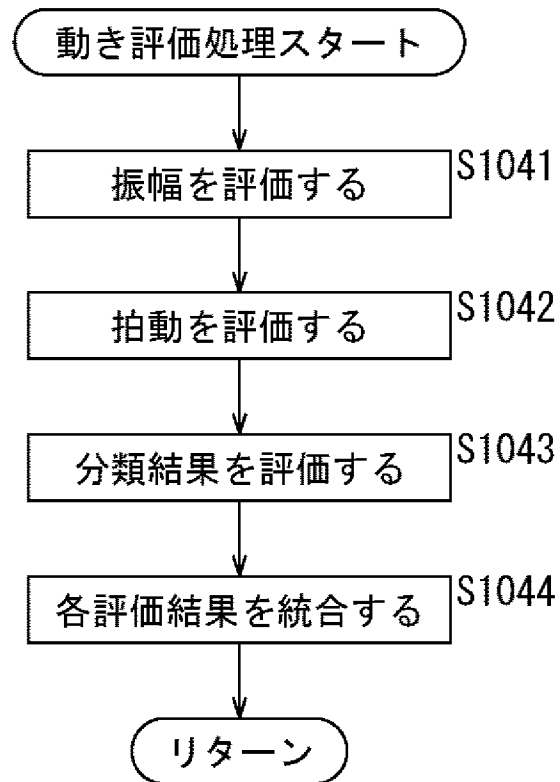 動き評価処理スタート
振幅を評価する
S1041
拍動を評価する
S1042
分類結果を評価する
S1043
各評価結果を統合する
S1044
リターン